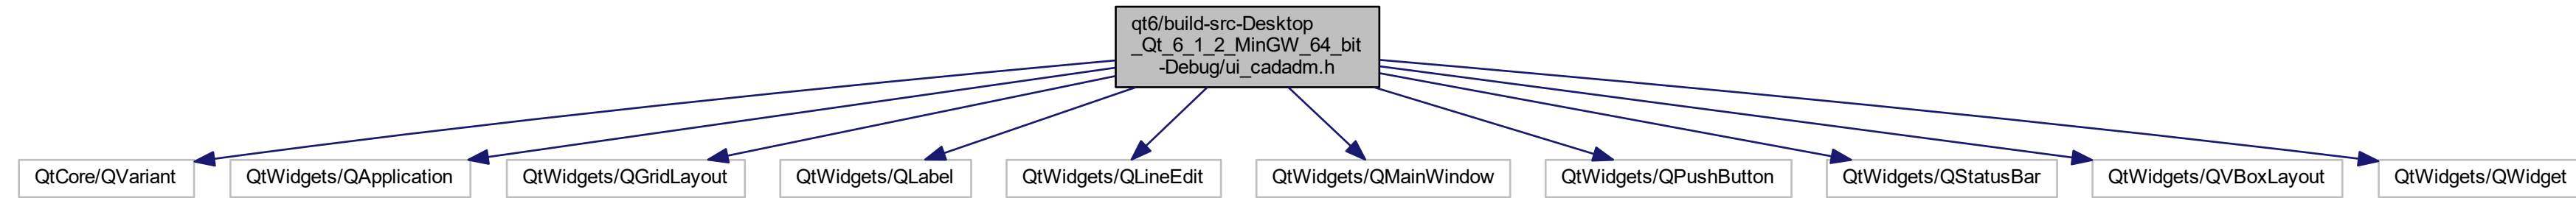 qt6/build-src-Desktop
_Qt_6_1_2_MinGW_64_bit
-Debug/ui_cadadm.h
QtCore/QVariant
QtWidgets/QApplication
QtWidgets/QGridLayout
QtWidgets/QLabel
QtWidgets/QLineEdit
QtWidgets/QMainWindow
QtWidgets/QPushButton
QtWidgets/QStatusBar
QtWidgets/QVBoxLayout
QtWidgets/QWidget